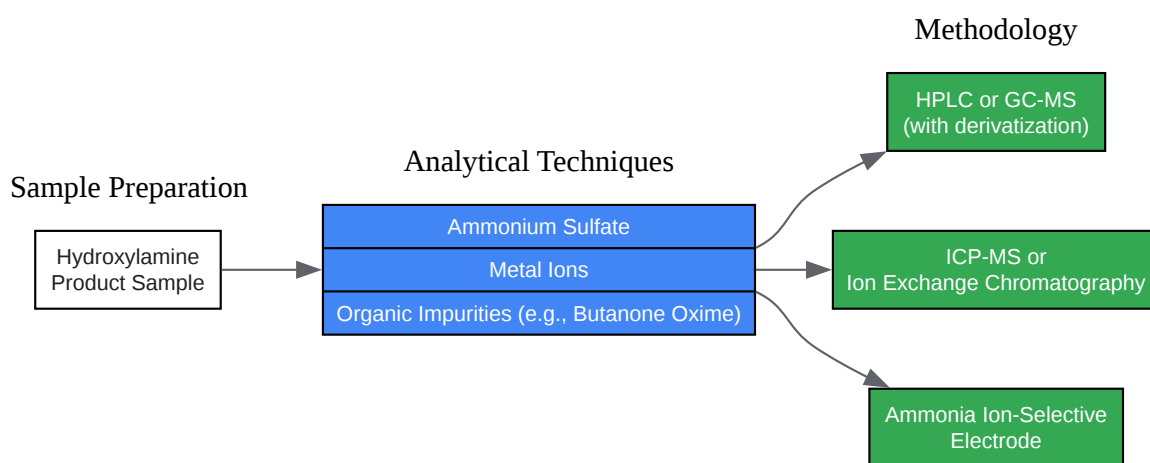 Methodology
HPLC or GC-MS
(with derivatization)
Analytical Techniques
Sample Preparation
Ammonium Sulfate
Hydroxylamine
Product Sample
Metal Ions
ICP-MS or
Ion Exchange Chromatography
Organic Impurities (e.g., Butanone Oxime)
Ammonia Ion-Selective
Electrode